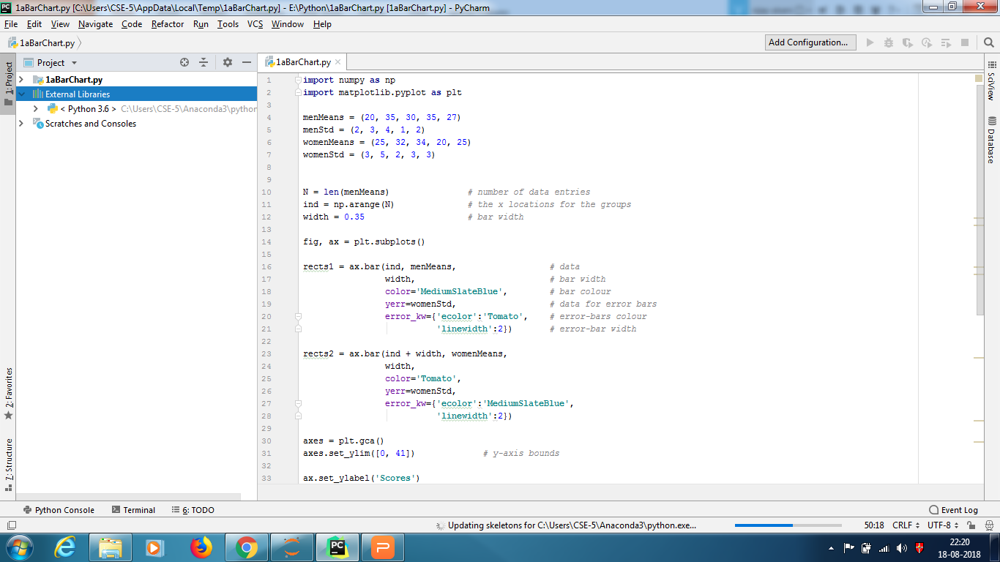 1aBarChart.py [C:\Users\CSE-5\AppData\Local\Temp\1aBarChart.py] - E:\Python\1aBarChart.py [1aBarChart.py] - PyCharm
File Edit View Navigate Code Refactor Run Tools VCS Window Help
1aBarChart.py
Add Configuration...
1: Project
Project
1aBarChart.py
External Libraries
< Python 3.6 > C:\Users\CSE-5\Anaconda3\python
Scratches and Consoles
2: Favorites
7: Structure
1aBarChart.py
1 import numpy as np
2 import matplotlib.pyplot as plt
3
4 menMeans = (20, 35, 30, 35, 27)
5 menStd = (2, 3, 4, 1, 2)
6 womenMeans = (25, 32, 34, 20, 25)
7 womenStd = (3, 5, 2, 3, 3)
8
9
10 N = len(menMeans) # number of data entries
11 ind = np.arange(N) # the x locations for the groups
12 width = 0.35 # bar width
13
14 fig, ax = plt.subplots()
15
16 rects1 = ax.bar(ind, menMeans, # data
17 width, # bar width
18 color='MediumSlateBlue', # bar colour
19 yerr=womenStd, # data for error bars
20 error_kw={'ecolor':'Tomato', # error-bars colour
21 'linewidth':2}) # error-bar width
22
23 rects2 = ax.bar(ind + width, womenMeans,
24 width,
25 color='Tomato',
26 yerr=womenStd,
27 error_kw={'ecolor':'MediumSlateBlue',
28 'linewidth':2})
29
30 axes = plt.gca()
31 axes.set_ylim([0, 41]) # y-axis bounds
32
33 ax.set_ylabel('Scores')
SciView
Database
Python Console Terminal 6: TODO Event Log
Updating skeletons for C:\Users\CSE-5\Anaconda3\python.exe... 50:18 CRLF UTF-8
PC
P
22:20
18-08-2018